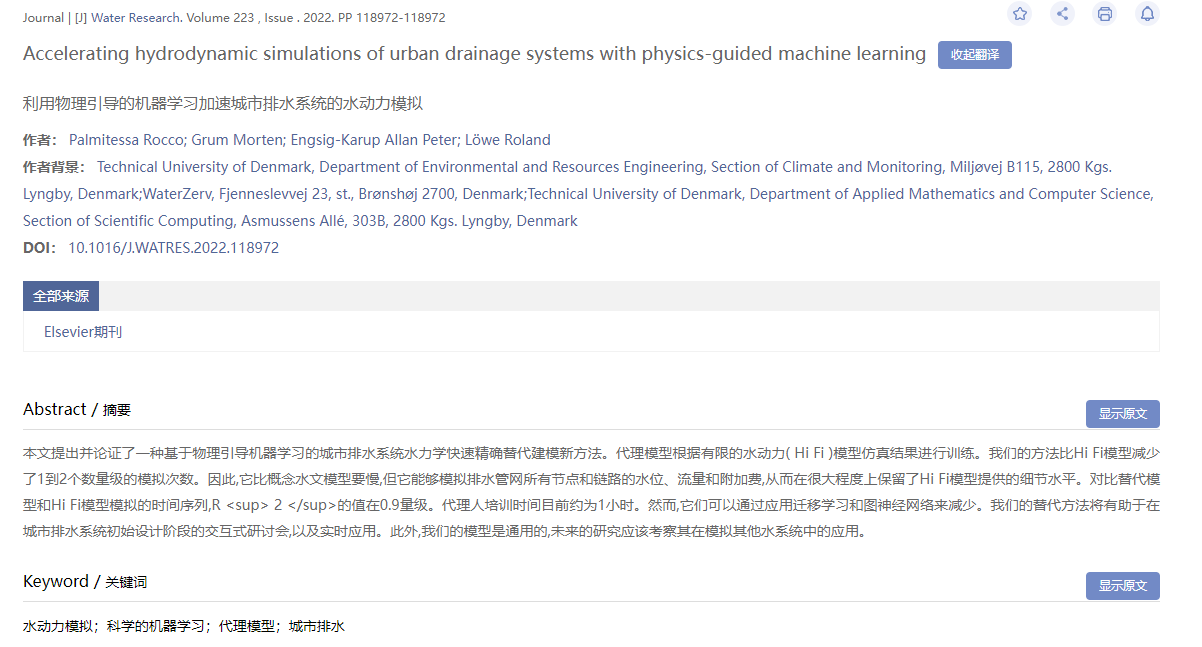 Journal | [J] Water Research. Volume 223 , Issue . 2022. PP 118972-118972
Accelerating hydrodynamic simulations of urban drainage systems with physics-guided machine learning 收起翻译
利用物理引导的机器学习加速城市排水系统的水动力模拟
作者： Palmitessa Rocco; Grum Morten; Engsig-Karup Allan Peter; Löwe Roland
作者背景： Technical University of Denmark, Department of Environmental and Resources Engineering, Section of Climate and Monitoring, Miljøvej B115, 2800 Kgs.
Lyngby, Denmark;WaterZerv, Fjenneslevvej 23, st., Brønshøj 2700, Denmark;Technical University of Denmark, Department of Applied Mathematics and Computer Science,
Section of Scientific Computing, Asmussens Allé, 303B, 2800 Kgs. Lyngby, Denmark
DOI： 10.1016/J.WATRES.2022.118972
全部来源
Elsevier期刊
Abstract / 摘要 显示原文
本文提出并论证了一种基于物理引导机器学习的城市排水系统水力学快速精确替代建模新方法。代理模型根据有限的水动力( Hi Fi )模型仿真结果进行训练。我们的方法比Hi Fi模型减少
了1到2个数量级的模拟次数。因此,它比概念水文模型要慢,但它能够模拟排水管网所有节点和链路的水位、流量和附加费,从而在很大程度上保留了Hi Fi模型提供的细节水平。对比替代模
型和Hi Fi模型模拟的时间序列,R <sup> 2 </sup>的值在0.9量级。代理人培训时间目前约为1小时。然而,它们可以通过应用迁移学习和图神经网络来减少。我们的替代方法将有助于在
城市排水系统初始设计阶段的交互式研讨会,以及实时应用。此外,我们的模型是通用的,未来的研究应该考察其在模拟其他水系统中的应用。
Keyword / 关键词 显示原文
水动力模拟；科学的机器学习；代理模型；城市排水